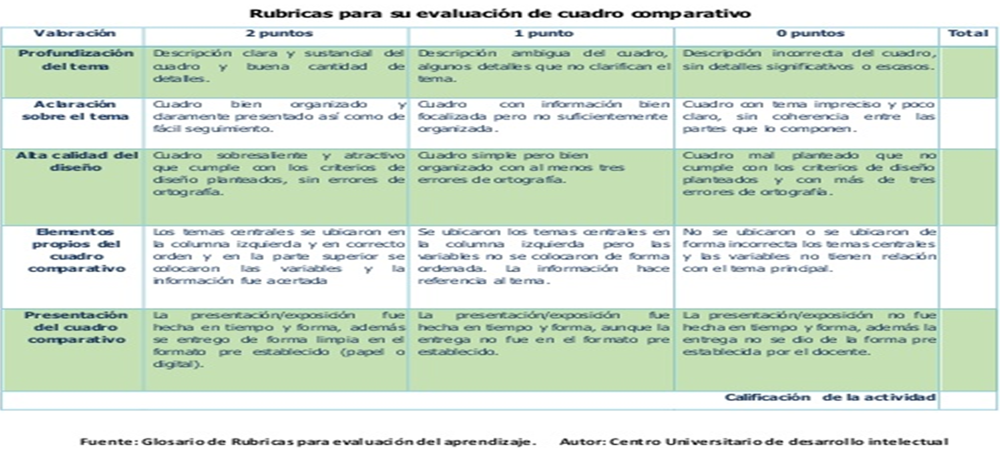 Rubricas para su evaluación de cuadro comparativo
Valoración 2 puntos 1 punto 0 puntos Total
Profundización
del tema
Descripción clara y sustancial del
cuadro y buena cantidad de
detalles.
Descripción ambigua del cuadro,
algunos detalles que no clarifican el
tema.
Descripción incorrecta del cuadro,
sin detalles significativos o escasos.
Aclaración
sobre el tema
Cuadro bien organizado y
claramente presentado así como de
fácil seguimiento.
Cuadro con información bien
focalizada pero no suficientemente
organizada.
Cuadro con tema impreciso y poco
claro, sin coherencia entre las
partes que lo componen.
Alta calidad del
diseño
Cuadro sobresaliente y atractivo
que cumple con los criterios de
diseño planteados, sin errores de
ortografía.
Cuadro simple pero bien
organizado con al menos tres
errores de ortografía.
Cuadro mal planteado que no
cumple con los criterios de diseño
planteados y con más de tres
errores de ortografía.
Elementos
propios del
cuadro
comparativo
Los temas centrales se ubicaron en
la columna izquierda y en correcto
orden y en la parte superior se
colocaron las variables y la
información fue acertada
Se ubicaron los temas centrales en
la columna izquierda pero las
variables no se colocaron de forma
ordenada. La información hace
referencia al tema.
No se ubicaron o se ubicaron de
forma incorrecta los temas centrales
y las variables no tienen relación
con el tema principal.
Presentación
del cuadro
comparativo
La presentación/exposición fue
hecha en tiempo y forma, además
se entrego de forma limpia en el
formato pre establecido (papel o
digital).
La presentación/exposición fue
hecha en tiempo y forma, aunque la
entrega no fue en el formato pre
establecido.
La presentación/exposición no fue
hecha en tiempo y forma, además la
entrega no se dio de la forma pre
establecida por el docente.
Calificación de la actividad
Fuente: Glosario de Rubricas para evaluación del aprendizaje. Autor: Centro Universitario de desarrollo intelectual